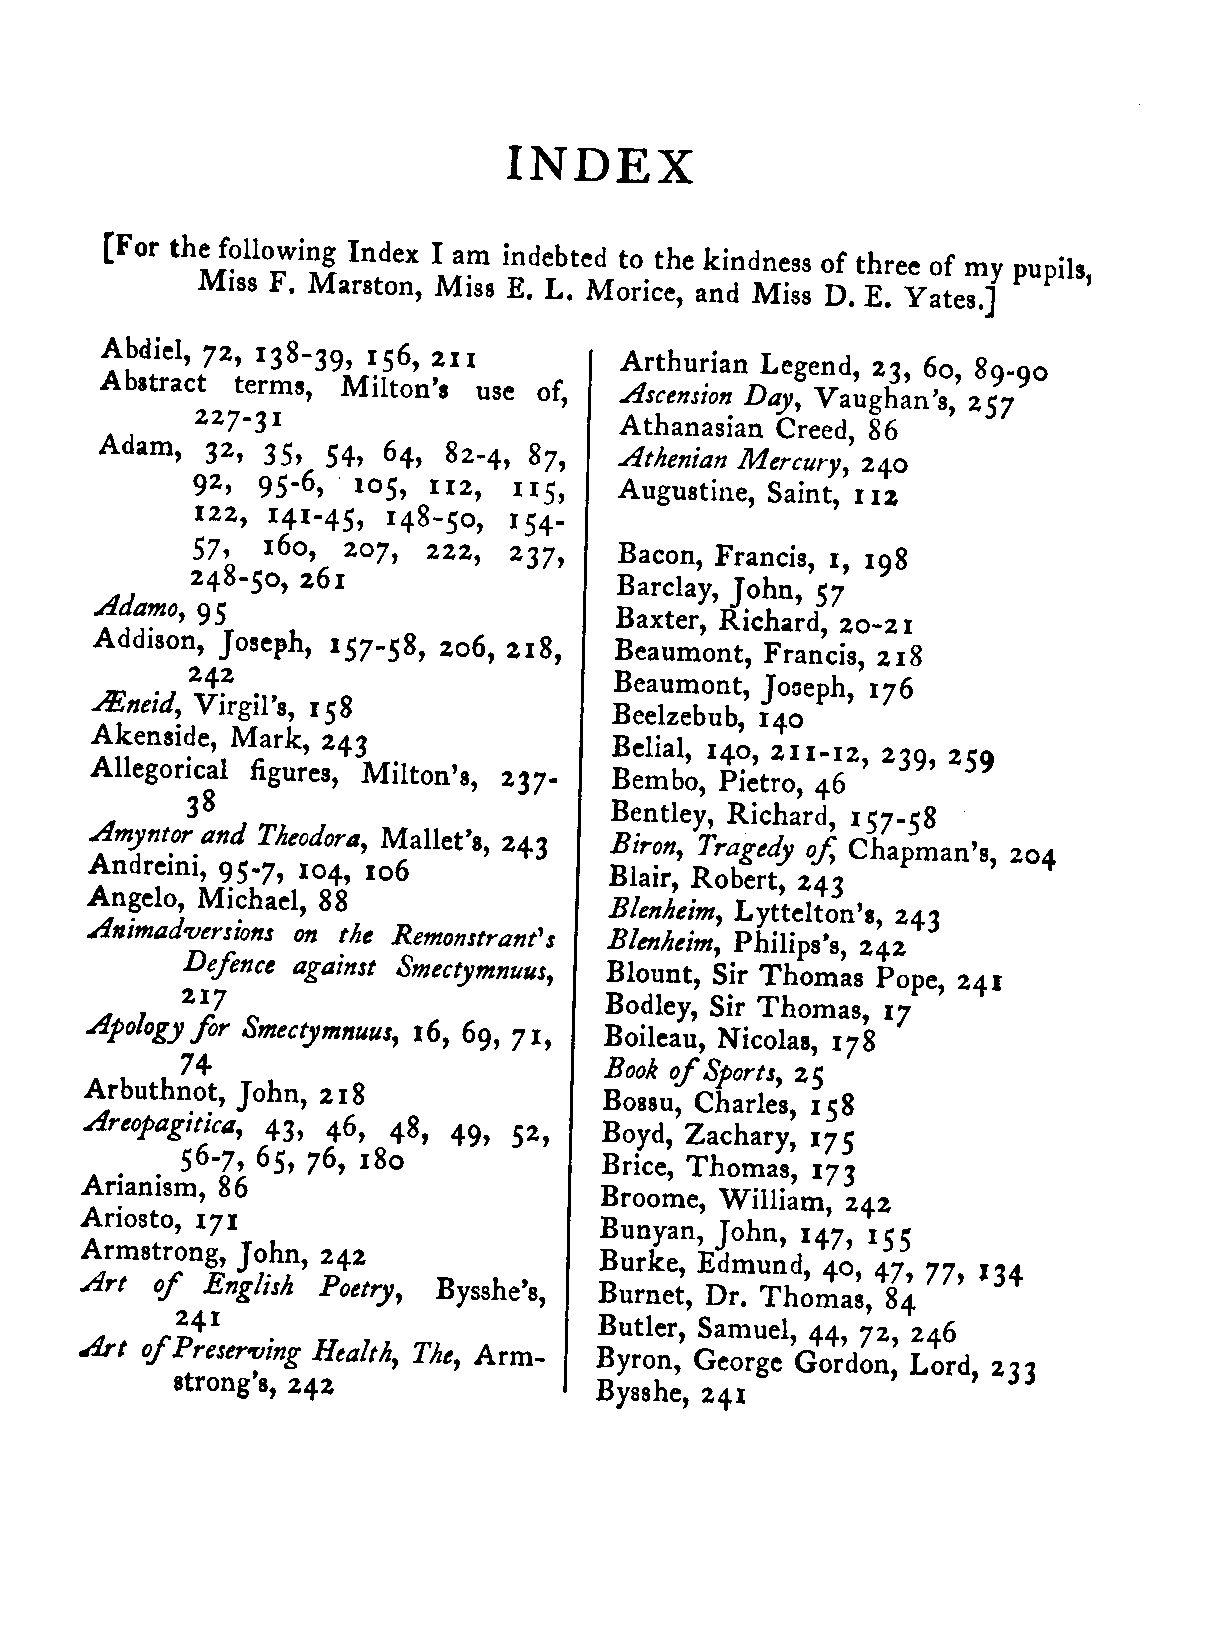 INDEX
[For the following Index I am indebted to the kindness of three of my pupils,
Miss F. Marston, Miss E. L. Morice, and Miss D. E. Yates.]
Abdiel, 72, 138-39, 156, 211
Abstract terms, Milton's use of,
227-31
Adam, 32, 35, 54, 64, 82-4, 87,
92, 95-6, 105, 112, 115,
122, 141-45, 148-50, 154-
57, 160, 207, 222, 237,
248-50, 261
Adamo, 95
Addison, Joseph, 157-58, 206, 218,
242
Æneid, Virgil's, 158
Akenside, Mark, 243
Allegorical figures, Milton's, 237-
38
Amyntor and Theodora, Mallet's, 243
Andreini, 95-7, 104, 106
Angelo, Michael, 88
Animadversions on the Remonstrant's
Defence against Smectymnuus,
217
Apology for Smectymnuus, 16, 69, 71,
74
Arbuthnot, John, 218
Areopagitica, 43, 46, 48, 49, 52,
56-7, 65, 76, 180
Arianism, 86
Ariosto, 171
Armstrong, John, 242
Art of English Poetry, Bysshe's,
241
Art of Preserving Health, The, Arm-
strong's, 242
Arthurian Legend, 23, 60, 89-90
Ascension Day, Vaughan's, 257
Athanasian Creed, 86
Athenian Mercury, 240
Augustine, Saint, 112
Bacon, Francis, 1, 198
Barclay, John, 57
Baxter, Richard, 20-21
Beaumont, Francis, 218
Beaumont, Joseph, 176
Beelzebub, 140
Belial, 140, 211-12, 239, 259
Bembo, Pietro, 46
Bentley, Richard, 157-58
Biron, Tragedy of, Chapman's, 204
Blair, Robert, 243
Blenheim, Lyttelton's, 243
Blenheim, Philips's, 242
Blount, Sir Thomas Pope, 241
Bodley, Sir Thomas, 17
Boileau, Nicolas, 178
Book of Sports, 25
Bossu, Charles, 158
Boyd, Zachary, 175
Brice, Thomas, 173
Broome, William, 242
Bunyan, John, 147, 155
Burke, Edmund, 40, 47, 77, 134
Burnet, Dr. Thomas, 84
Butler, Samuel, 44, 72, 246
Byron, George Gordon, Lord, 233
Bysshe, 241